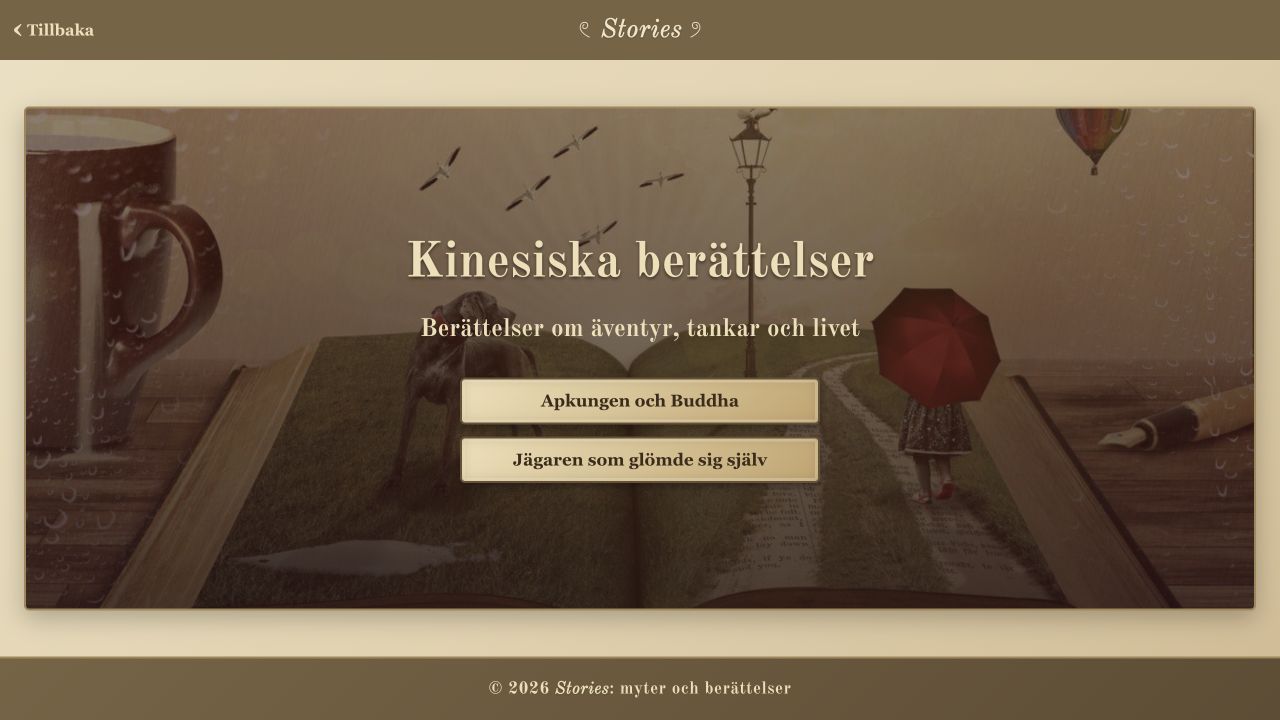 Tillbaka
Stories
Kinesiska berättelser
Berättelser om äventyr, tankar och livet
Apkungen och Buddha
Jägaren som glömde sig själv
© 2026 Stories: myter och berättelser